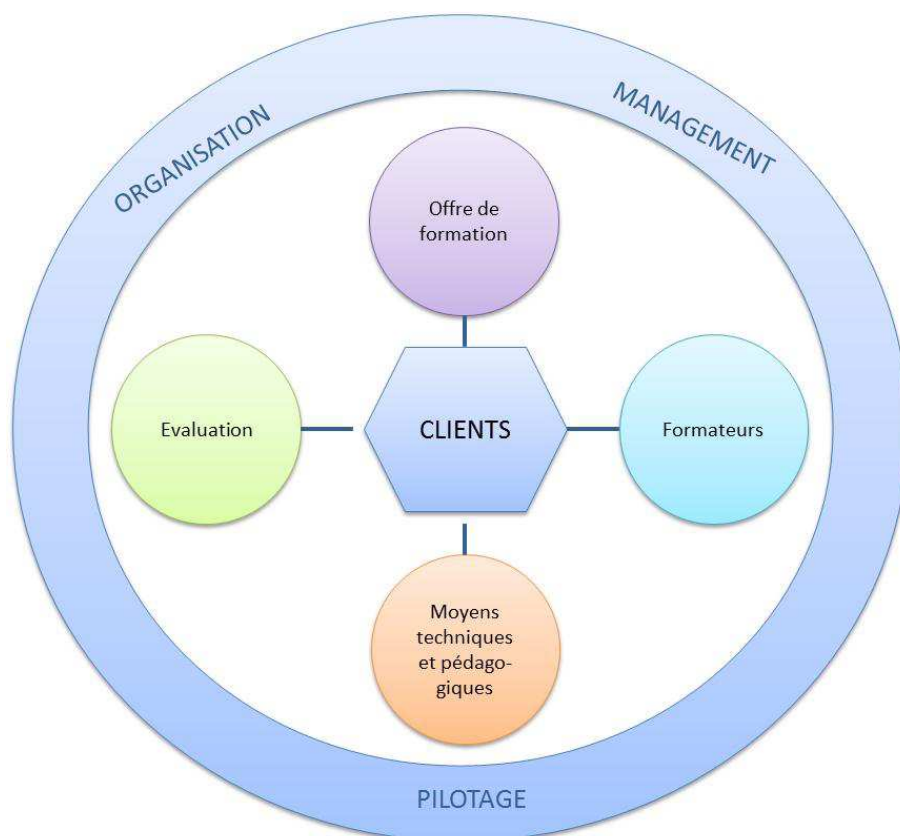 ORGANISATION
MANAGEMENT
Offre de
formation
Evaluation
CLIENTS
Formateurs
Moyens
techniques
et pédago-
giques
PILOTAGE